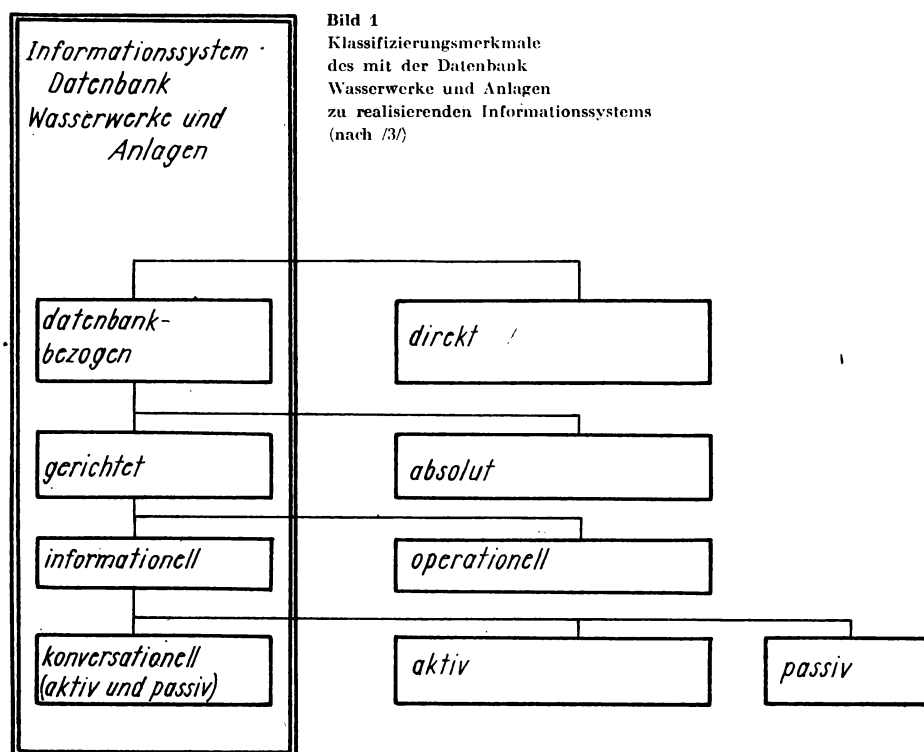 Informationssystem
Datenbank
Wasserwerke und
Anlagen
Bild 1
Klassifizierungsmerkmale
des mit der Datenbank
Wasserwerke und Anlagen
zu realisierenden Informationssystems
(nach /3/)
datenbank-
bezogen
direkt
gerichtet
absolut
informationell
operationell
konversationell
(aktiv und passiv)
aktiv
passiv